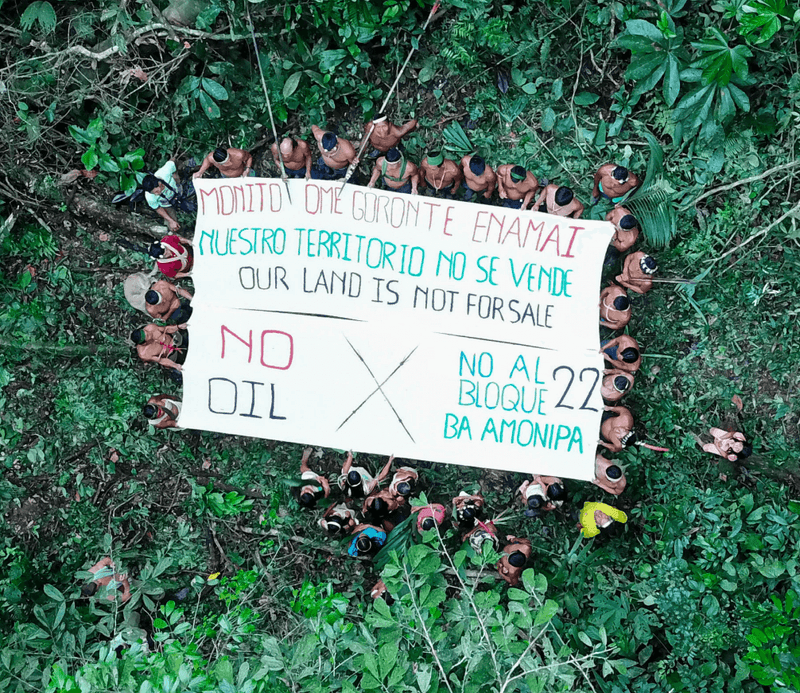 MONITO OME GORONTE ENAMAI
NUESTRO TERRITORIO NO SE VENDE
OUR LAND IS NOT FOR SALE
NO
OIL
NO AL
BLOQUE 22
BA AMONIPA